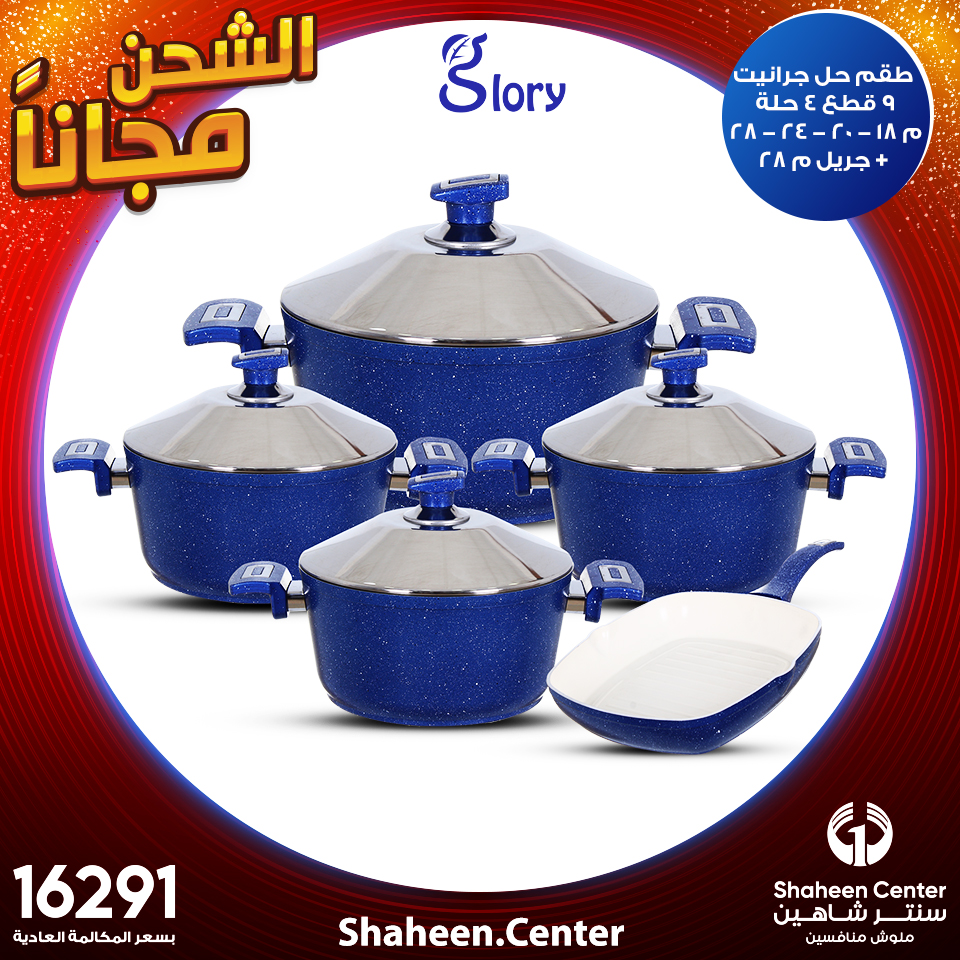 الشحن
مجاناً
glory
طقم حل جرانيت
٩ قطع ٤ حلة
م ١٨ – ٢٠ – ٢٤ – ٢٨
+ جريل م ٢٨
16291
بسعر المكالمة العادية
Shaheen.Center
Shaheen Center
سنتر شاهين
ملوش منافسين